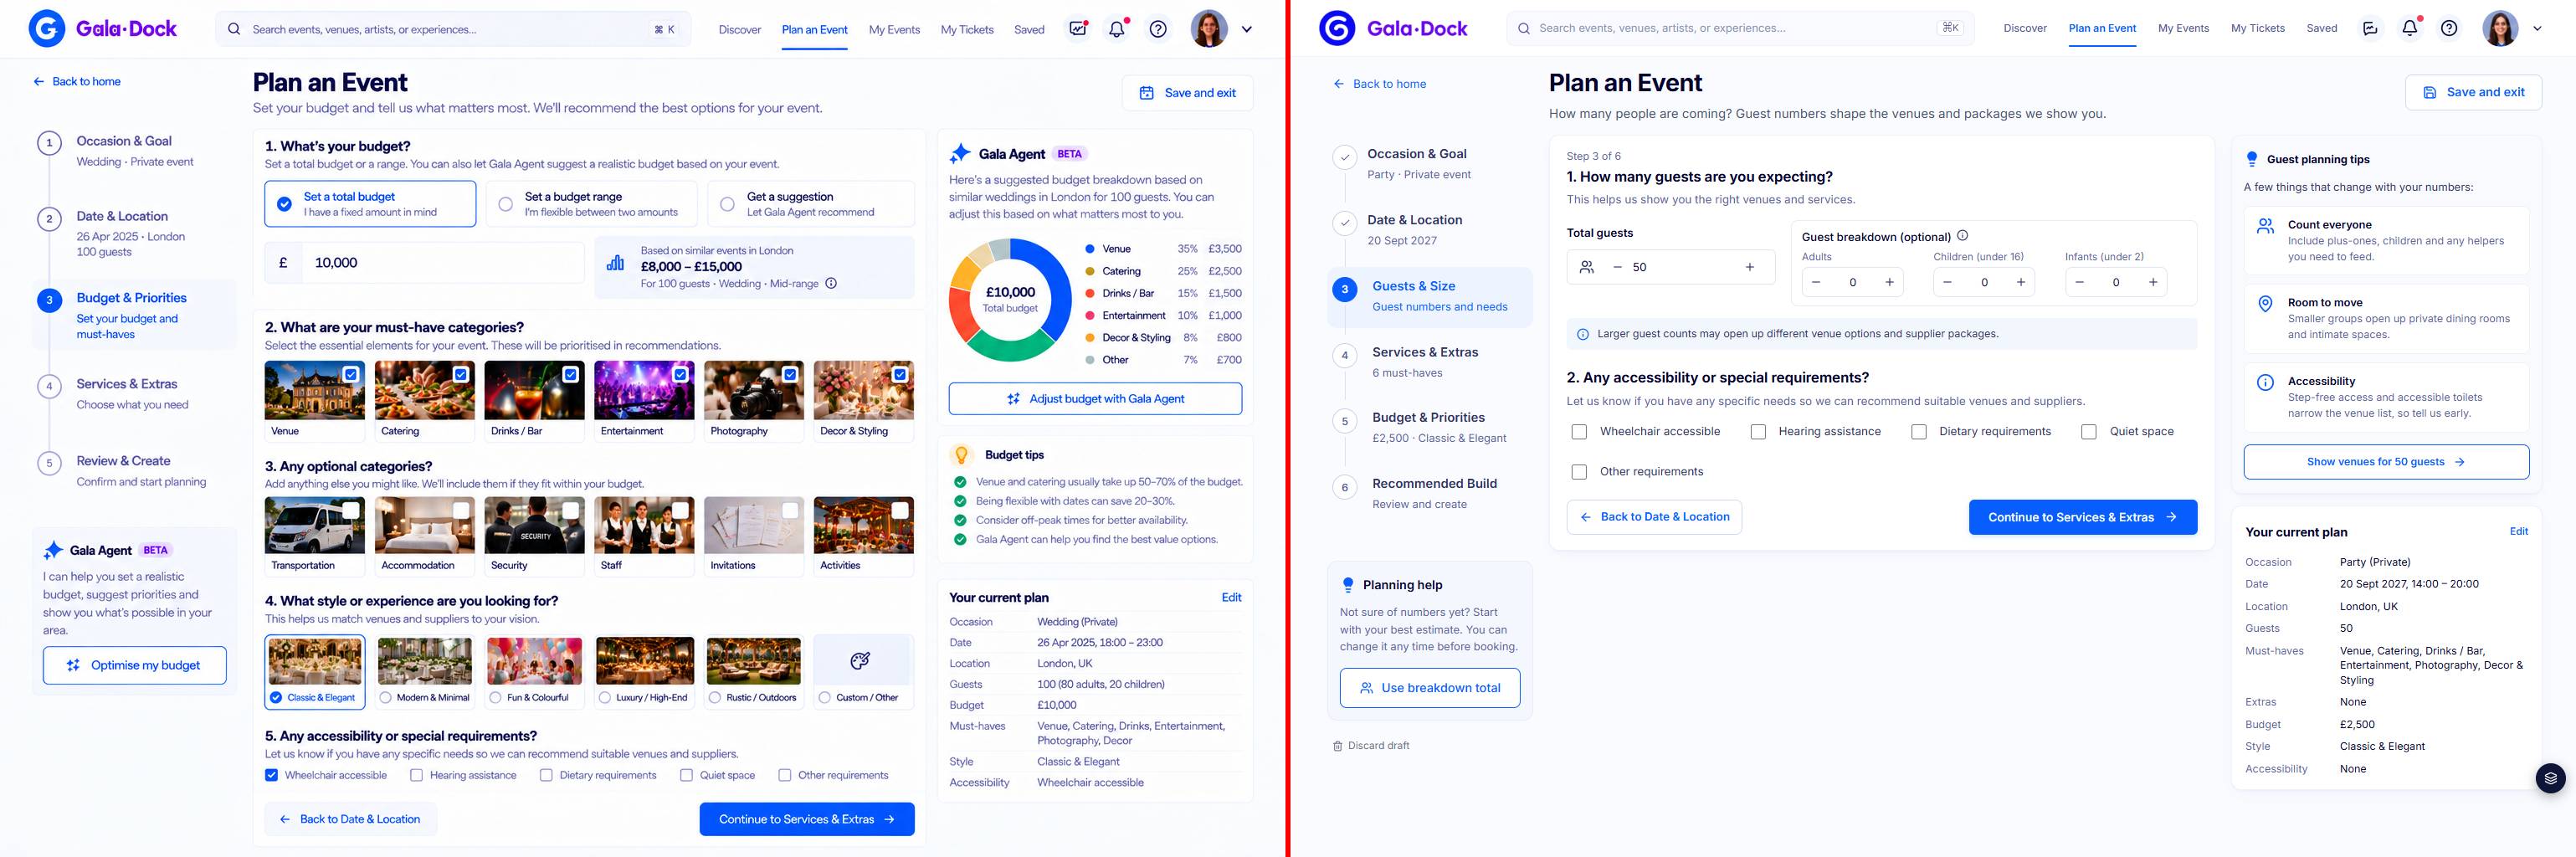 Gala·Dock
Search events, venues, artists, or experiences...
⌘ K
Discover
Plan an Event
My Events
My Tickets
Saved
Back to home
Plan an Event
Set your budget and tell us what matters most. We'll recommend the best options for your event.
Save and exit
1
Occasion & Goal
Wedding · Private event
2
Date & Location
26 Apr 2025 · London
100 guests
3
Budget & Priorities
Set your budget and
must-haves
4
Services & Extras
Choose what you need
5
Review & Create
Confirm and start planning
Gala Agent BETA
I can help you set a realistic
budget, suggest priorities and
show you what's possible in your
area.
Optimise my budget
1. What's your budget?
Set a total budget or a range. You can also let Gala Agent suggest a realistic budget based on your event.
Set a total budget
I have a fixed amount in mind
Set a budget range
I'm flexible between two amounts
Get a suggestion
Let Gala Agent recommend
£
10,000
Based on similar events in London
£8,000 – £15,000
For 100 guests · Wedding · Mid-range
2. What are your must-have categories?
Select the essential elements for your event. These will be prioritised in recommendations.
Venue
Catering
Drinks / Bar
Entertainment
Photography
Decor & Styling
3. Any optional categories?
Add anything else you might like. We'll include them if they fit within your budget.
SECURITY
Transportation
Accommodation
Security
Staff
Invitations
Activities
4. What style or experience are you looking for?
This helps us match venues and suppliers to your vision.
Classic & Elegant
Modern & Minimal
Fun & Colourful
Luxury / High-End
Rustic / Outdoors
Custom / Other
5. Any accessibility or special requirements?
Let us know if you have any specific needs so we can recommend suitable venues and suppliers.
Wheelchair accessible
Hearing assistance
Dietary requirements
Quiet space
Other requirements
Back to Date & Location
Continue to Services & Extras
Gala Agent BETA
Here's a suggested budget breakdown based on
similar weddings in London for 100 guests. You can
adjust this based on what matters most to you.
£10,000
Total budget
Venue 35% £3,500
Catering 25% £2,500
Drinks / Bar 15% £1,500
Entertainment 10% £1,000
Decor & Styling 8% £800
Other 7% £700
Adjust budget with Gala Agent
Budget tips
Venue and catering usually take up 50–70% of the budget.
Being flexible with dates can save 20–30%.
Consider off-peak times for better availability.
Gala Agent can help you find the best value options.
Your current plan
Edit
Occasion Wedding (Private)
Date 26 Apr 2025, 18:00 – 23:00
Location London, UK
Guests 100 (80 adults, 20 children)
Budget £10,000
Must-haves Venue, Catering, Drinks, Entertainment,
Photography, Decor
Style Classic & Elegant
Accessibility Wheelchair accessible
Gala·Dock
Search events, venues, artists, or experiences...
⌘K
Discover
Plan an Event
My Events
My Tickets
Saved
Back to home
Plan an Event
How many people are coming? Guest numbers shape the venues and packages we show you.
Save and exit
Occasion & Goal
Party · Private event
Date & Location
20 Sept 2027
3
Guests & Size
Guest numbers and needs
4
Services & Extras
6 must-haves
5
Budget & Priorities
£2,500 · Classic & Elegant
6
Recommended Build
Review and create
Planning help
Not sure of numbers yet? Start
with your best estimate. You can
change it any time before booking.
Use breakdown total
Discard draft
Step 3 of 6
1. How many guests are you expecting?
This helps us show you the right venues and services.
Total guests
− 50 +
Guest breakdown (optional)
Adults
Children (under 16)
Infants (under 2)
− 0 +
− 0 +
− 0 +
Larger guest counts may open up different venue options and supplier packages.
2. Any accessibility or special requirements?
Let us know if you have any specific needs so we can recommend suitable venues and suppliers.
Wheelchair accessible
Hearing assistance
Dietary requirements
Quiet space
Other requirements
Back to Date & Location
Continue to Services & Extras
Guest planning tips
A few things that change with your numbers:
Count everyone
Include plus-ones, children and any helpers
you need to feed.
Room to move
Smaller groups open up private dining rooms
and intimate spaces.
Accessibility
Step-free access and accessible toilets
narrow the venue list, so tell us early.
Show venues for 50 guests
Your current plan
Edit
Occasion Party (Private)
Date 20 Sept 2027, 14:00 – 20:00
Location London, UK
Guests 50
Must-haves Venue, Catering, Drinks / Bar,
Entertainment, Photography, Decor &
Styling
Extras None
Budget £2,500
Style Classic & Elegant
Accessibility None